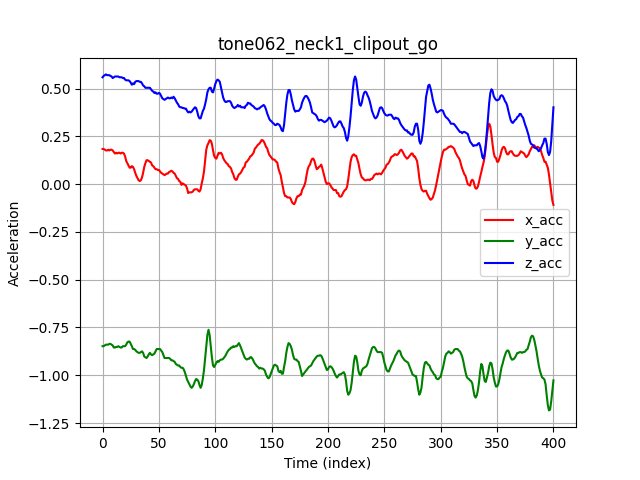 tone062_neck1_clipout_go
0.50
0.25
0.00
−0.25
−0.50
−0.75
−1.00
−1.25
Acceleration
x_acc
y_acc
z_acc
0 50 100 150 200 250 300 350 400
Time (index)